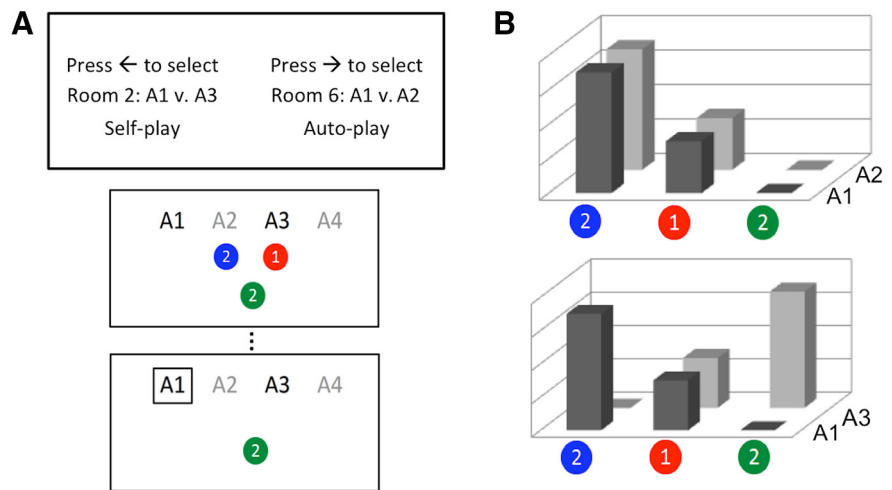 A
Press ← to select
Room 2: A1 v. A3
Self-play
Press → to select
Room 6: A1 v. A2
Auto-play
A1 A2 A3 A4
2 1
2
A1 A2 A3 A4
2
B
A2
A1
2 1 2
A3
A1
2 1 2